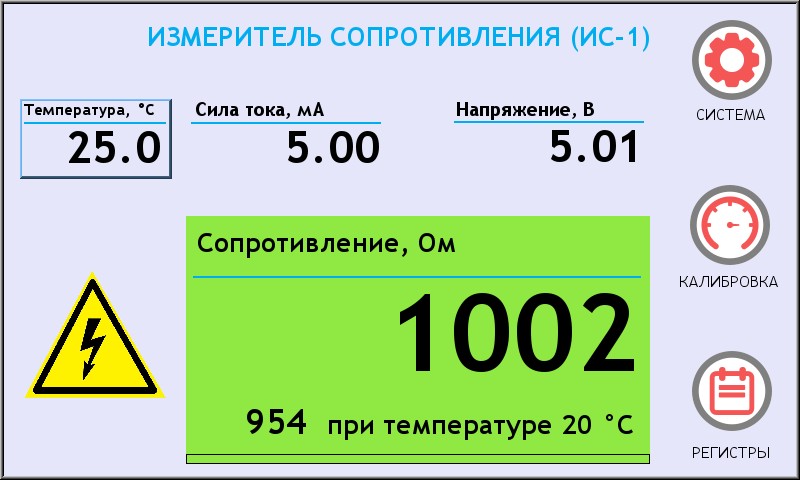 ИЗМЕРИТЕЛЬ СОПРОТИВЛЕНИЯ (ИС-1)
СИСТЕМА
Температура, °С
25.0
Сила тока, мА
5.00
Напряжение, В
5.01
КАЛИБРОВКА
Сопротивление, Ом
1002
954 при температуре 20 °С
РЕГИСТРЫ